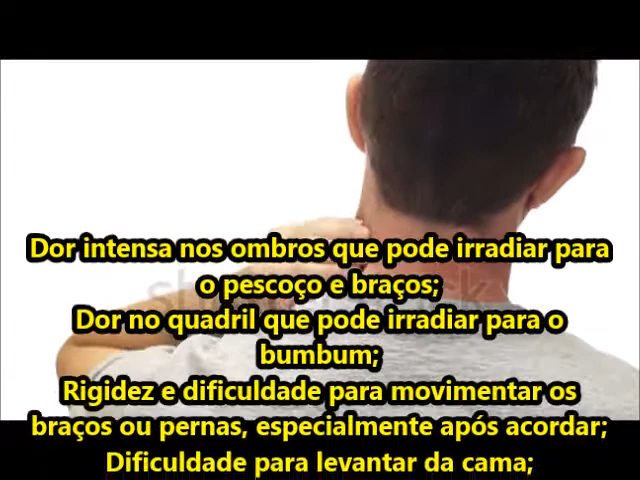 Dor intensa nos ombros que pode irradiar para
o pescoço e braços;
Dor no quadril que pode irradiar para o
bumbum;
Rigidez e dificuldade para movimentar os
braços ou pernas, especialmente após acordar;
Dificuldade para levantar da cama;